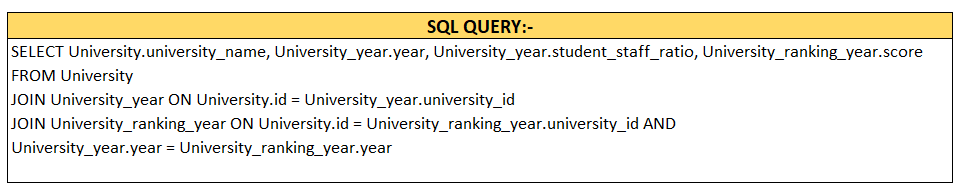 SQL QUERY:-
SELECT University.university_name, University_year.year, University_year.student_staff_ratio, University_ranking_year.score
FROM University
JOIN University_year ON University.id = University_year.university_id
JOIN University_ranking_year ON University.id = University_ranking_year.university_id AND
University_year.year = University_ranking_year.year